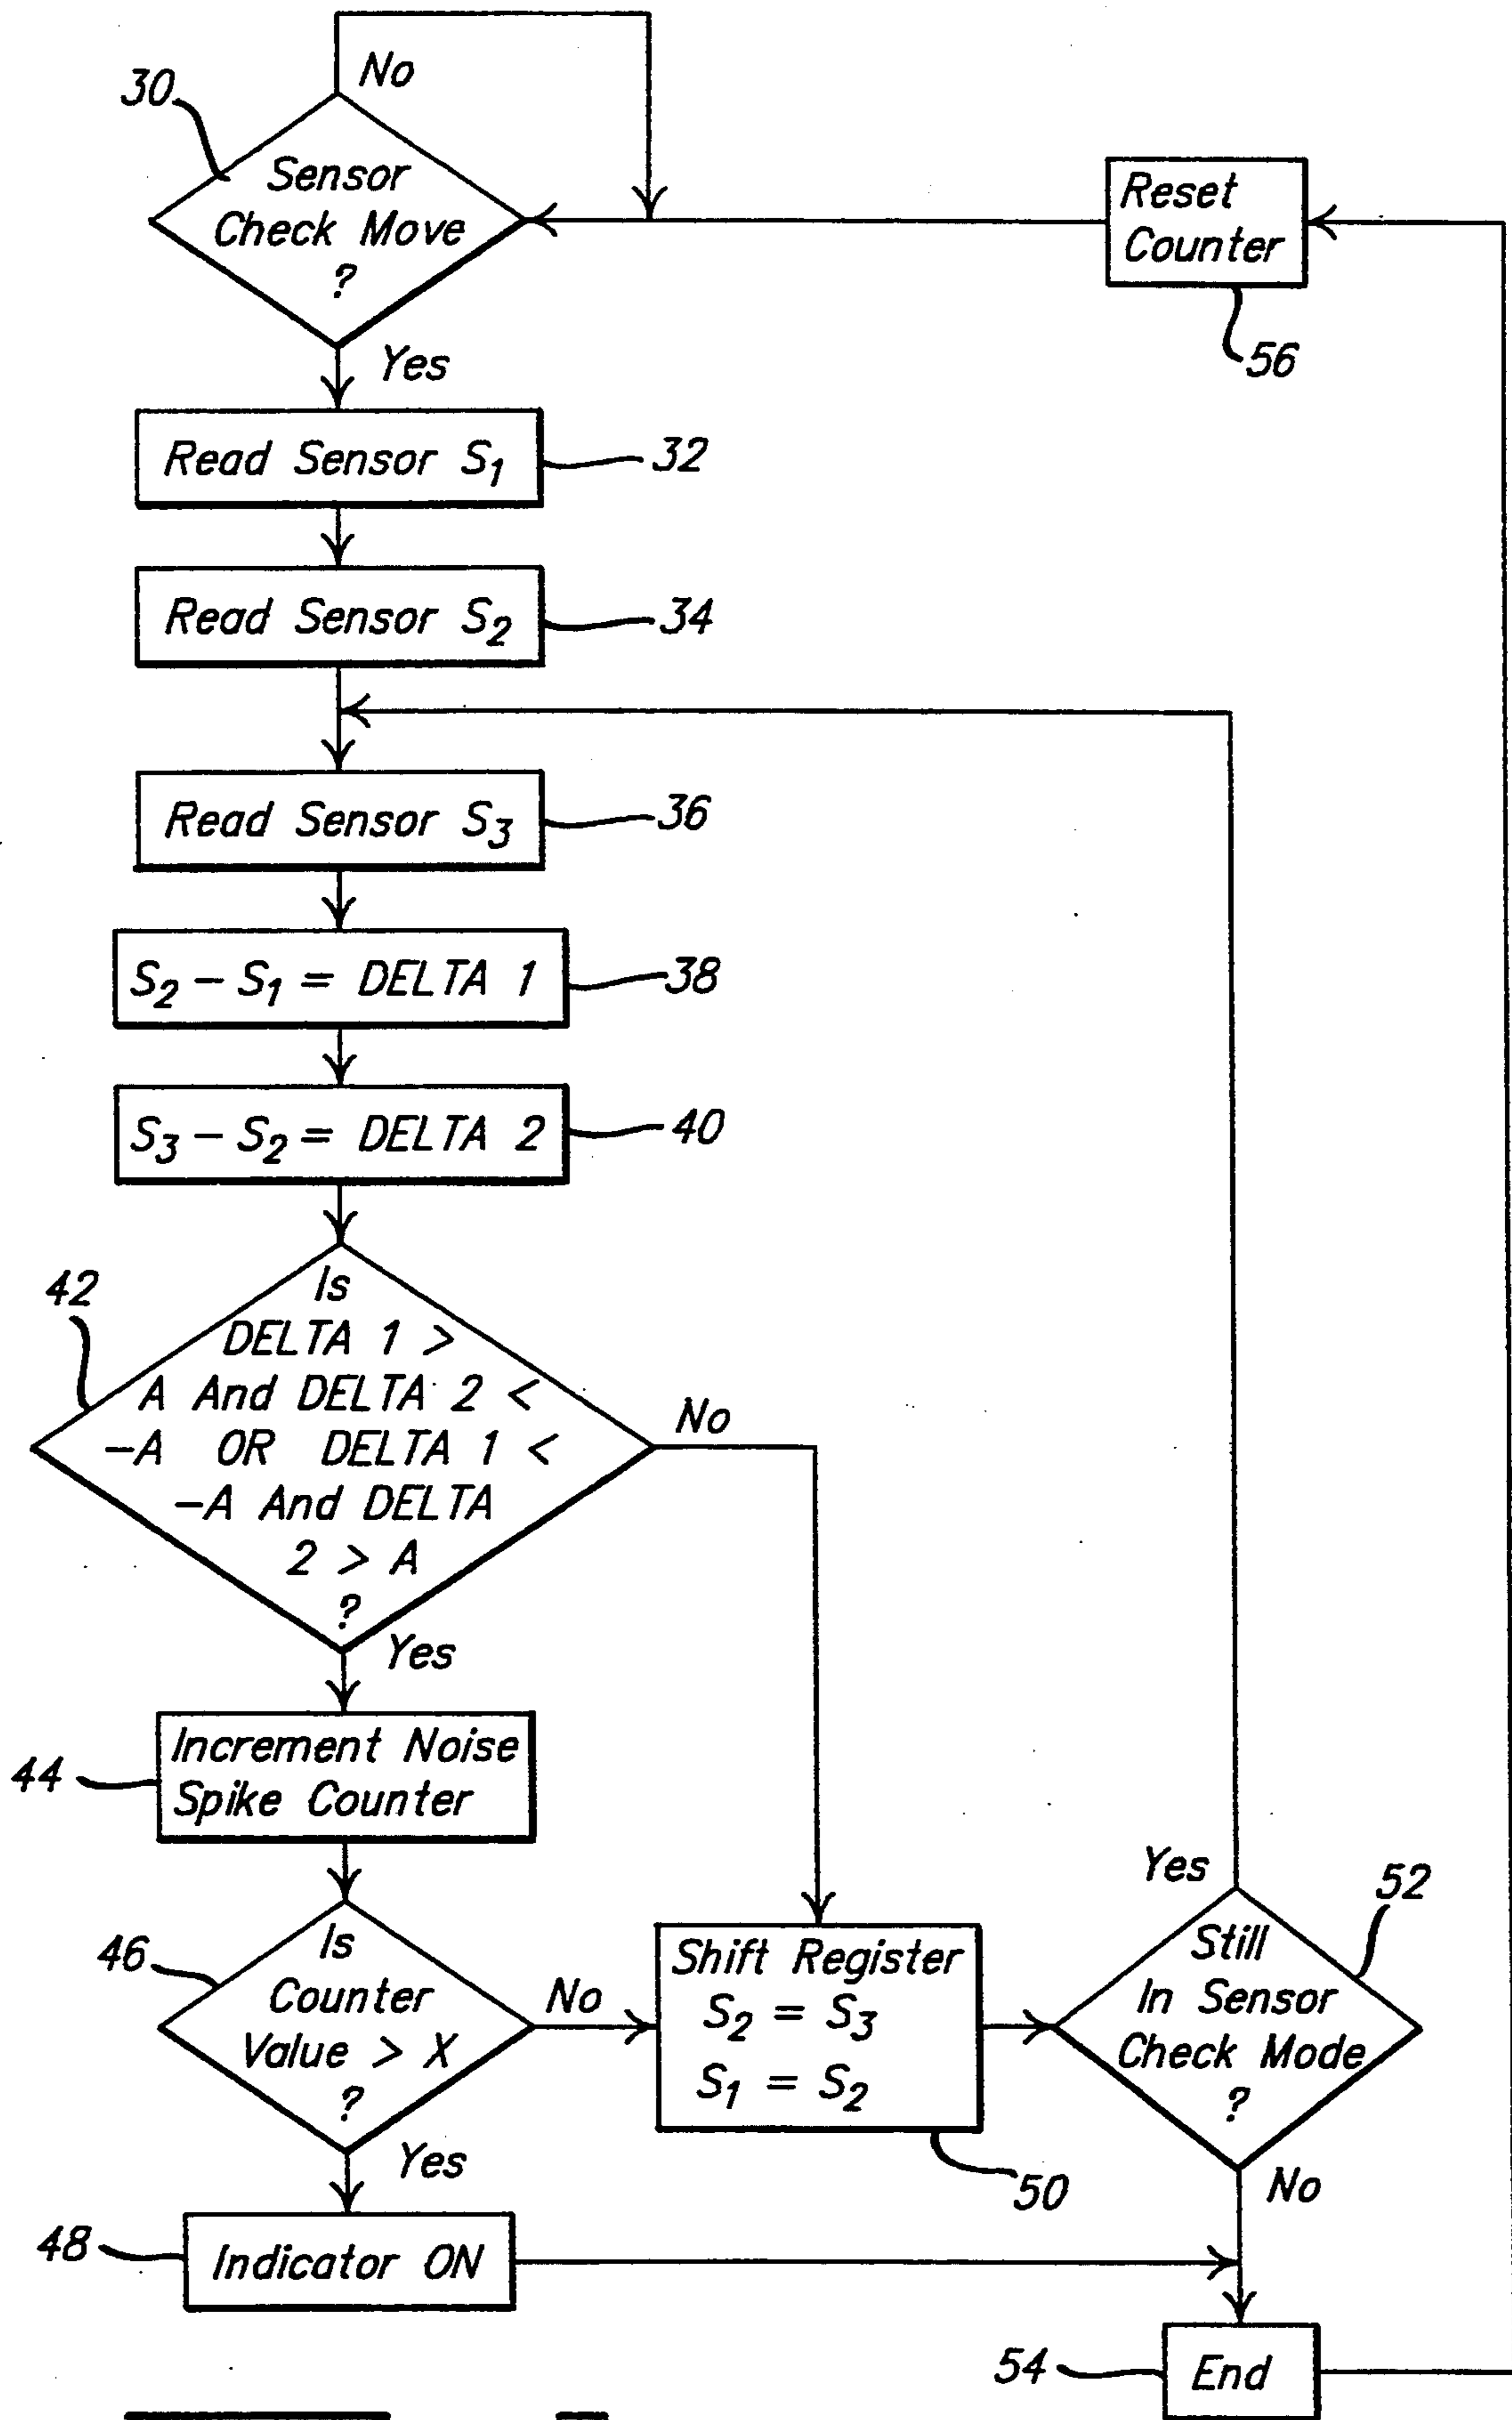 No
30
Sensor
Check Move
?
Reset
Counter
56
Yes
Read Sensor S1
32
Read Sensor S2
34
Read Sensor S3
36
S2 – S1 = DELTA 1
38
S3 – S2 = DELTA 2
40
42
Is
DELTA 1 >
A And DELTA 2 <
–A OR DELTA 1 <
–A And DELTA
2 > A
?
No
Yes
Increment Noise
Spike Counter
44
46
Is
Counter
Value > X
?
No
Shift Register
S2 = S3
S1 = S2
50
Yes
52
Still
In Sensor
Check Mode
?
Yes
No
48
Indicator ON
54
End